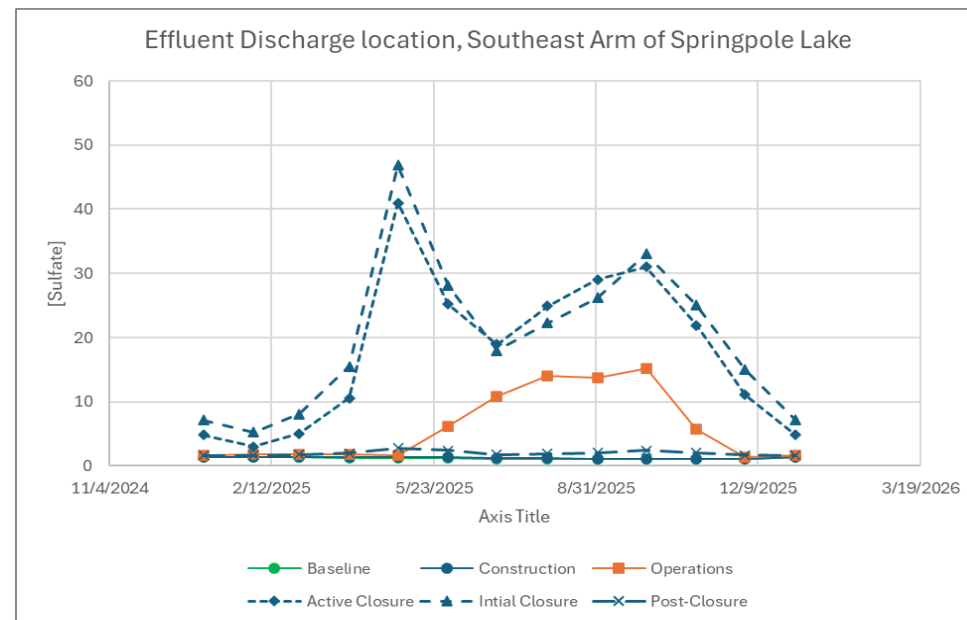 Effluent Discharge location, Southeast Arm of Springpole Lake
60
50
40
30
20
10
0
[Sulfate]
11/4/2024 2/12/2025 5/23/2025 8/31/2025 12/9/2025 3/19/2026
Axis Title
Baseline Construction Operations
Active Closure Intial Closure Post-Closure